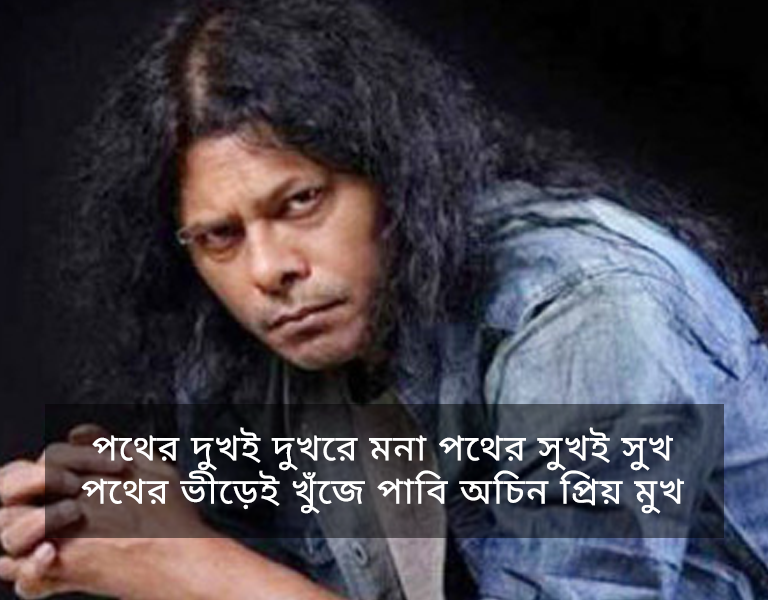 পথের দুখই দুখরে মনা পথের সুখই সুখ
পথের ভীড়েই খুঁজে পাবি অচিন প্রিয় মুখ